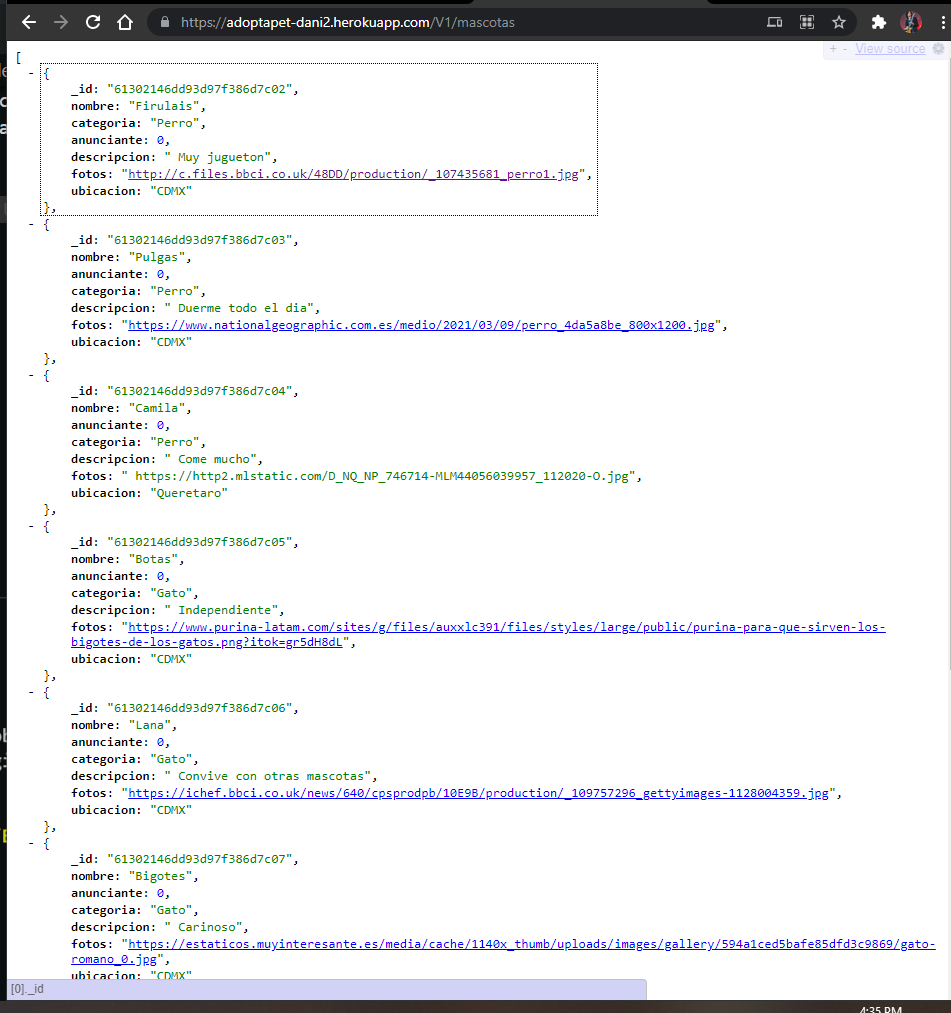 https://adoptapet-dani2.herokuapp.com/V1/mascotas
+ - View source
[
- {
_id: "61302146dd93d97f386d7c02",
nombre: "Firulais",
categoria: "Perro",
anunciante: 0,
descripcion: " Muy jugueton",
fotos: "http://c.files.bbci.co.uk/48DD/production/_107435681_perro1.jpg",
ubicacion: "CDMX"
},
- {
_id: "61302146dd93d97f386d7c03",
nombre: "Pulgas",
anunciante: 0,
categoria: "Perro",
descripcion: " Duerme todo el dia",
fotos: "https://www.nationalgeographic.com.es/medio/2021/03/09/perro_4da5a8be_800x1200.jpg",
ubicacion: "CDMX"
},
- {
_id: "61302146dd93d97f386d7c04",
nombre: "Camila",
anunciante: 0,
categoria: "Perro",
descripcion: " Come mucho",
fotos: " https://http2.mlstatic.com/D_NQ_NP_746714-MLM44056039957_112020-O.jpg",
ubicacion: "Queretaro"
},
- {
_id: "61302146dd93d97f386d7c05",
nombre: "Botas",
anunciante: 0,
categoria: "Gato",
descripcion: " Independiente",
fotos: "https://www.purina-latam.com/sites/g/files/auxxlc391/files/styles/large/public/purina-para-que-sirven-los-
bigotes-de-los-gatos.png?itok=gr5dH8dL",
ubicacion: "CDMX"
},
- {
_id: "61302146dd93d97f386d7c06",
nombre: "Lana",
anunciante: 0,
categoria: "Gato",
descripcion: " Convive con otras mascotas",
fotos: "https://ichef.bbci.co.uk/news/640/cpsprodpb/10E9B/production/_109757296_gettyimages-1128004359.jpg",
ubicacion: "CDMX"
},
- {
_id: "61302146dd93d97f386d7c07",
nombre: "Bigotes",
anunciante: 0,
categoria: "Gato",
descripcion: " Carinoso",
fotos: "https://estaticos.muyinteresante.es/media/cache/1140x_thumb/uploads/images/gallery/594a1ced5bafe85dfd3c9869/gato-
romano_0.jpg",
ubicacion: "CDMX"
[0]._id
4:35 PM